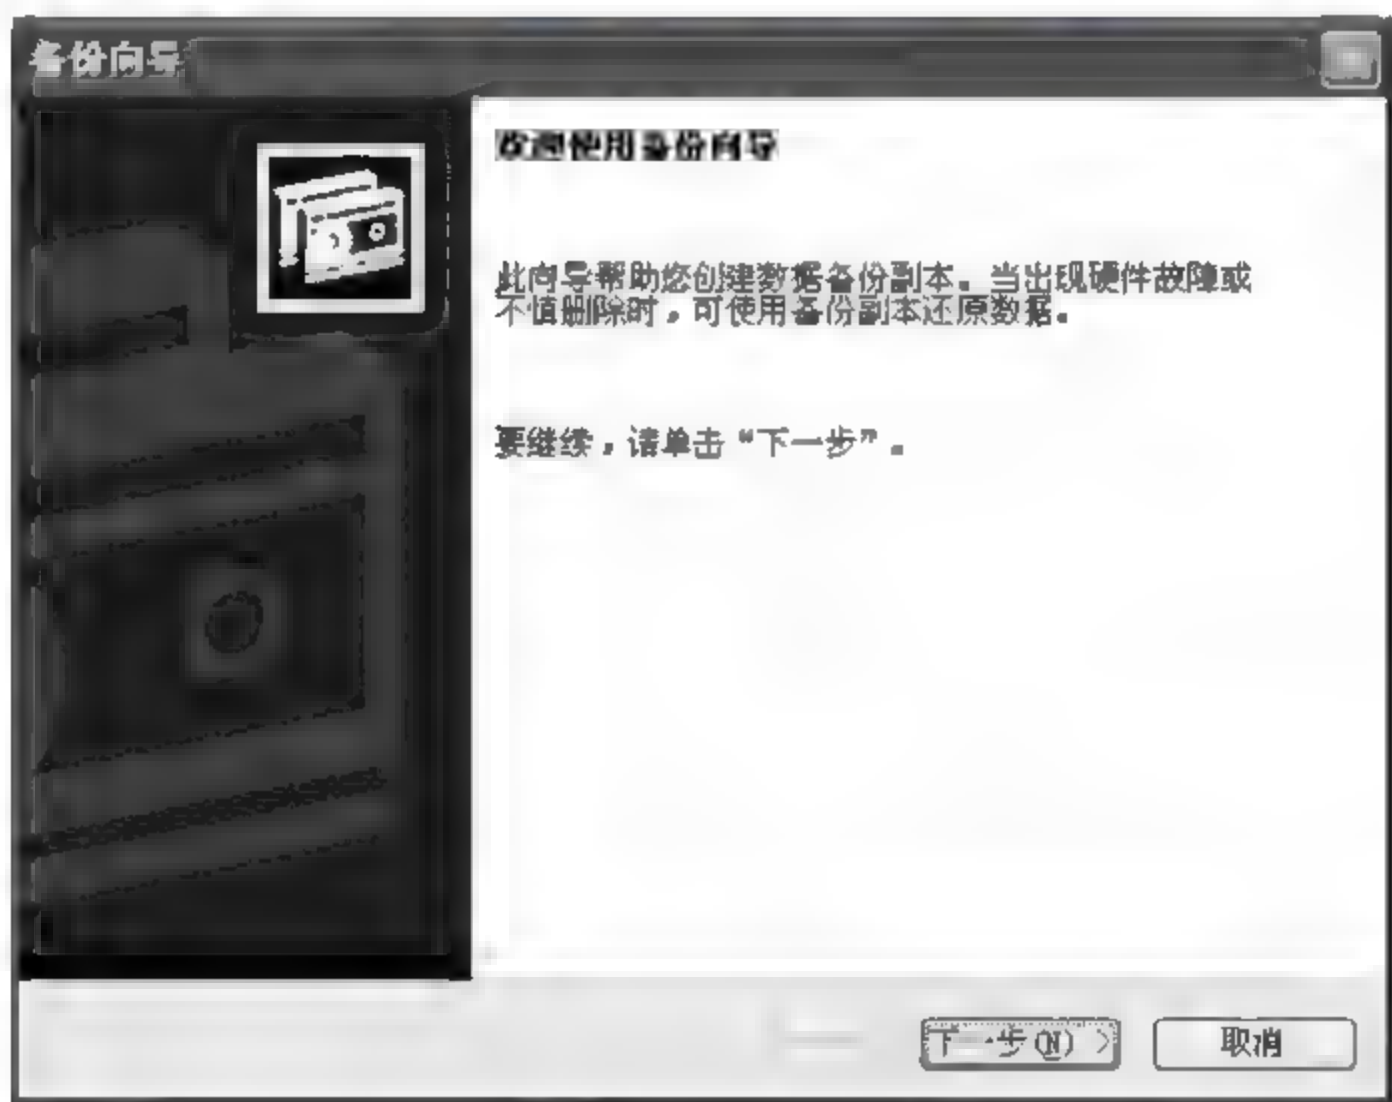 备份向导
欢迎使用备份向导
此向导帮助您创建数据备份副本。当出现硬件故障或
不慎删除时，可使用备份副本还原数据。
要继续，请单击“下一步”。
下一步(N) >
取消